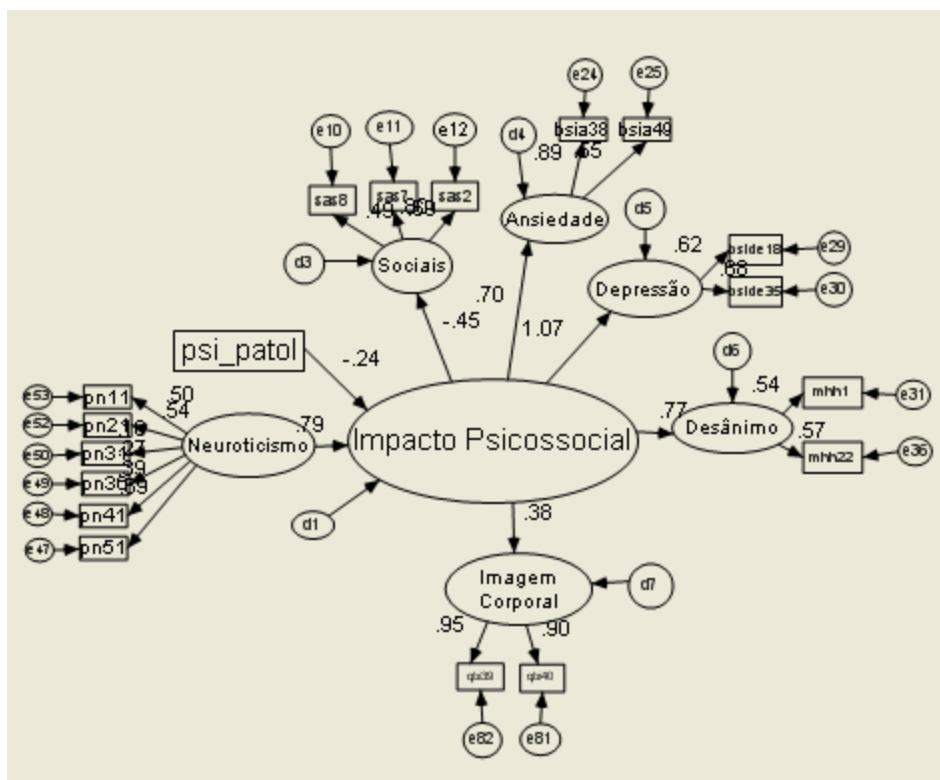 e24
e25
e10
e11
e12
d4
bsia38
bsia49
.89
sas8
sas7
sas2
Ansiedade
d5
d3
Sociais
.62
e29
Depressão
e30
.70
-.45
1.07
psi_patol
-.24
d6
e53
pn11
.50
.54
.54
mhh1
e31
e52
pn21
Neuroticismo
.79
Impacto Psicossocial
.77
Desânimo
.57
e50
pn31
mhh22
e36
e49
e48
pn41
d1
.38
e47
pn51
Imagem
Corporal
d7
.95
.90
e82
e81